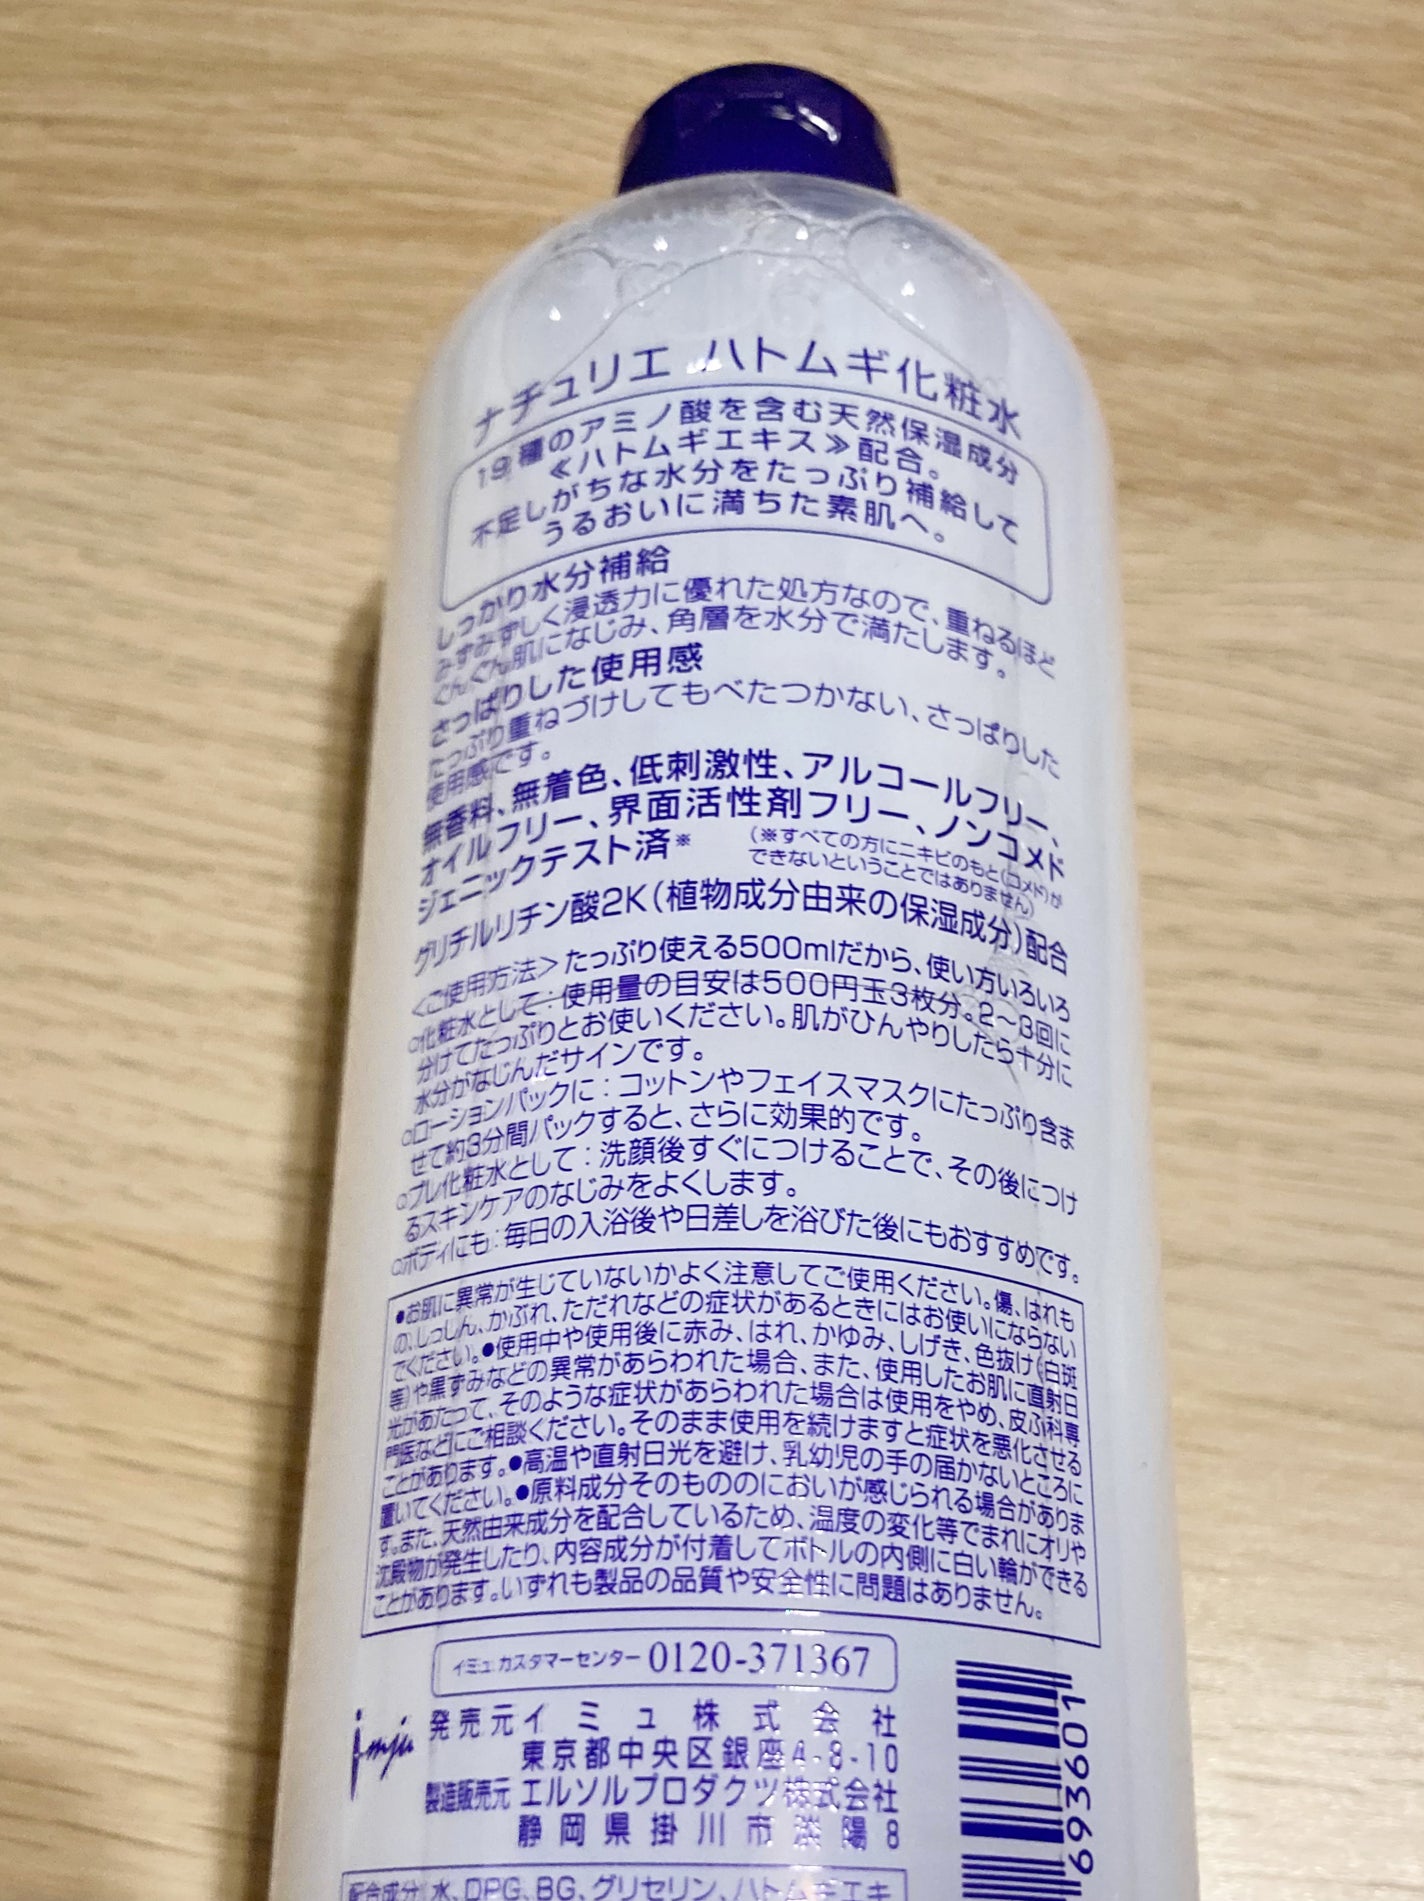 ナチュリエ ハトムギ化粧水
19種のアミノ酸を含む天然保湿成分
≪ハトムギエキス≫配合。
不足しがちな水分をたっぷり補給して
うるおいに満ちた素肌へ。
しっかり水分補給
みずみずしく浸透力に優れた処方なので、重ねるほど
ぐんぐん肌になじみ、角層を水分で満たします。
さっぱりした使用感
たっぷり重ねづけしてもべたつかない、さっぱりした
使用感です。
無香料、無着色、低刺激性、アルコールフリー、
オイルフリー、界面活性剤フリー、ノンコメド
ジェニックテスト済※
(※すべての方にニキビのもと(コメド)が
できないということではありません)
グリチルリチン酸2K(植物成分由来の保湿成分)配合
<ご使用方法>たっぷり使える500mlだから、使い方いろいろ
○化粧水として:使用量の目安は500円玉3枚分。2～3回に
分けてたっぷりとお使いください。肌がひんやりしたら十分に
水分がなじんだサインです。
○ローションパックに:コットンやフェイスマスクにたっぷり含ま
せて約3分間パックすると、さらに効果的です。
○プレ化粧水として:洗顔後すぐにつけることで、その後につけ
るスキンケアのなじみをよくします。
○ボディにも:毎日の入浴後や日差しを浴びた後にもおすすめです。
●お肌に異常が生じていないかよく注意してご使用ください。傷、はれも
の、しっしん、かぶれ、ただれなどの症状があるときにはお使いにならない
でください。●使用中や使用後に赤み、はれ、かゆみ、しげき、色抜け(白斑
等)や黒ずみなどの異常があらわれた場合、また、使用したお肌に直射日
光があたって、そのような症状があらわれた場合は使用をやめ、皮ふ科専
門医などにご相談ください。そのまま使用を続けますと症状を悪化させる
ことがあります。●高温や直射日光を避け、乳幼児の手の届かないところに
置いてください。●原料成分そのもののにおいが感じられる場合がありま
す。また、天然由来成分を配合しているため、温度の変化等でまれにオリや
沈殿物が発生したり、内容成分が付着してボトルの内側に白い輪ができる
ことがあります。いずれも製品の品質や安全性に問題はありません。
イミュ カスタマーセンター 0120-371367
imju 発売元 イミュ株式会社
東京都中央区銀座4-8-10
製造販売元 エルソルプロダクツ株式会社
静岡県掛川市淡陽8
693601
配合成分 水、DPG、BG、グリセリン、ハトムギエキ